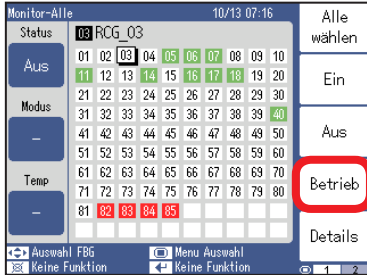 Monitor-Alle 10/13 07:16
Status
03 RCG_03
Aus
Modus
–
Temp
–
01 02 03 04 05 06 07 08 09 10
11 12 13 14 15 16 17 18 19 20
21 22 23 24 25 26 27 28 29 30
31 32 33 34 35 36 37 38 39 40
41 42 43 44 45 46 47 48 49 50
51 52 53 54 55 56 57 58 59 60
61 62 63 64 65 66 67 68 69 70
71 72 73 74 75 76 77 78 79 80
81 82 83 84 85
Alle
wählen
Ein
Aus
Betrieb
Details
Auswahl FBG Menu Auswahl
Keine Funktion Keine Funktion
1 2